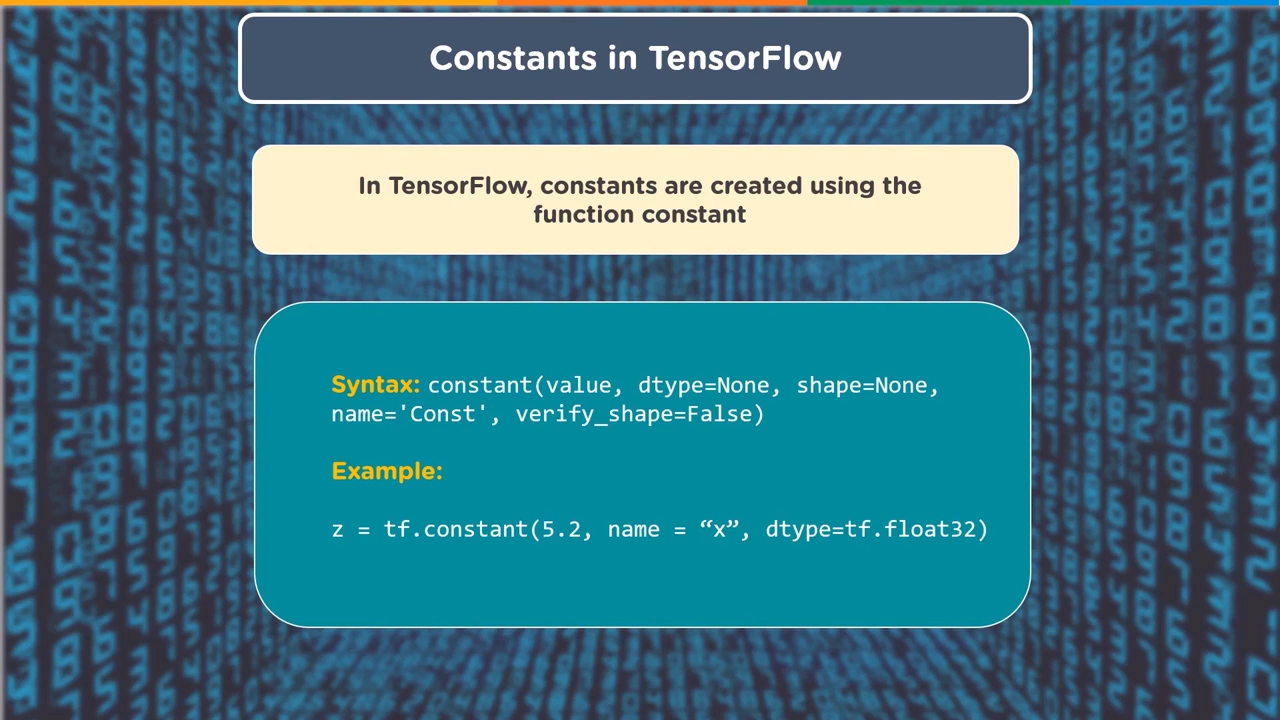 Constants in TensorFlow
In TensorFlow, constants are created using the
function constant
Syntax: constant(value, dtype=None, shape=None,
name='Const', verify_shape=False)
Example:
z = tf.constant(5.2, name = “x”, dtype=tf.float32)